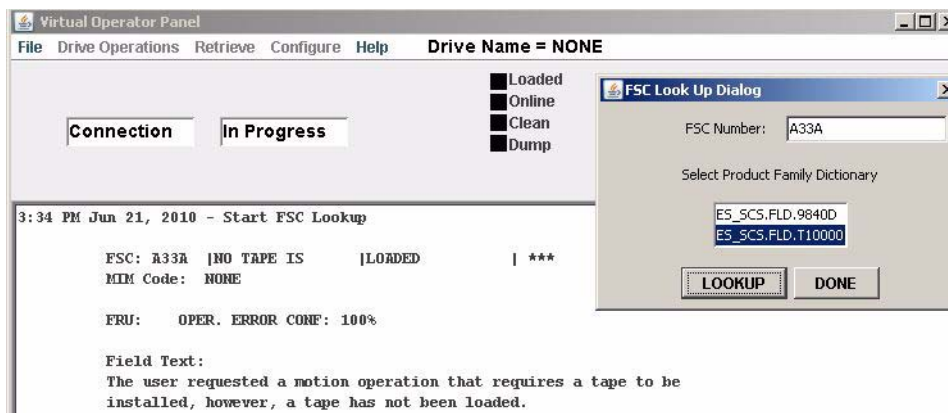 Virtual Operator Panel
File Drive Operations Retrieve Configure Help Drive Name = NONE
Loaded
Online
Clean
Dump
Connection In Progress
FSC Look Up Dialog
FSC Number: A33A
Select Product Family Dictionary
ES_SCS.FLD.9840D
ES_SCS.FLD.T10000
LOOKUP DONE
3:34 PM Jun 21, 2010 - Start FSC Lookup
FSC: A33A |NO TAPE IS |LOADED | ***
MIM Code: NONE
FRU: OPER. ERROR CONF: 100%
Field Text:
The user requested a motion operation that requires a tape to be
installed, however, a tape has not been loaded.